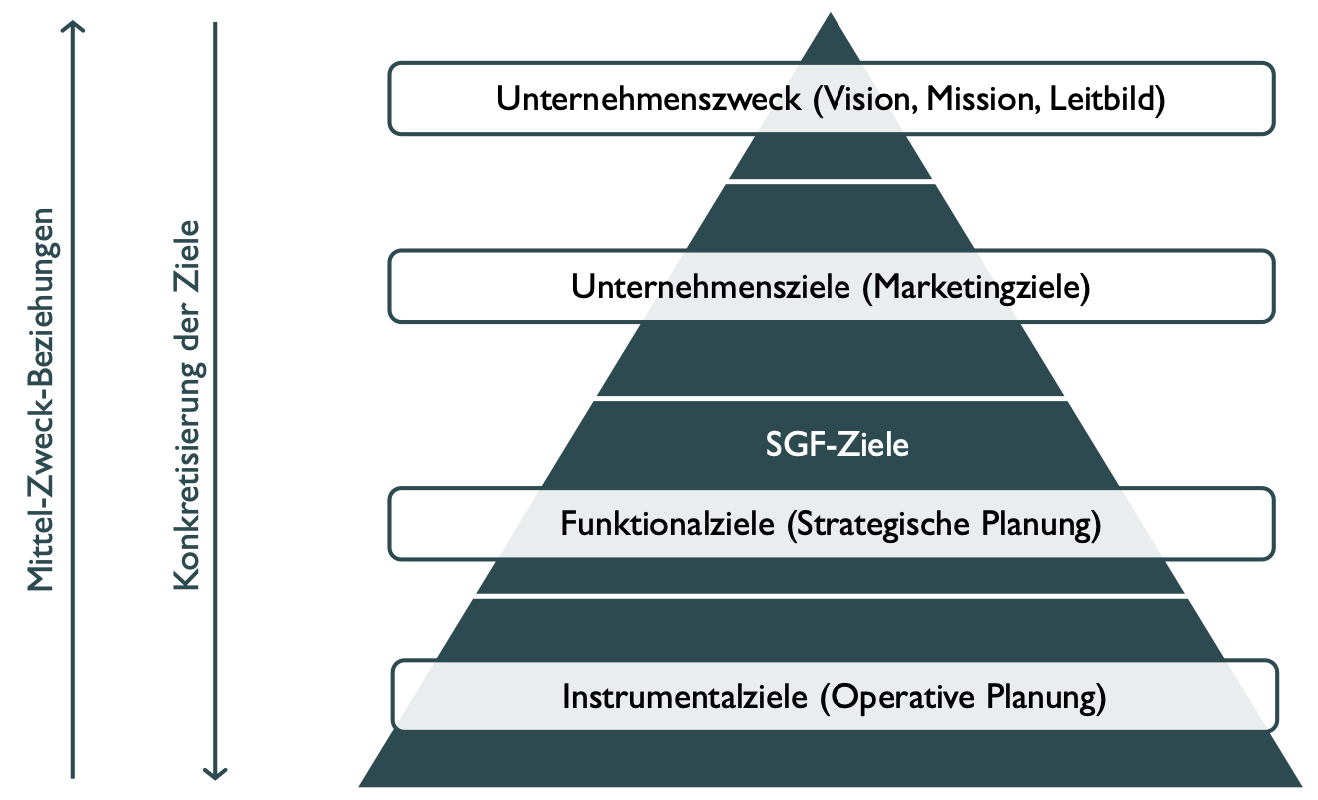 Mittel-Zweck-Beziehungen
Konkretisierung der Ziele
Unternehmenszweck (Vision, Mission, Leitbild)
Unternehmensziele (Marketingziele)
SGF-Ziele
Funktionalziele (Strategische Planung)
Instrumentalziele (Operative Planung)